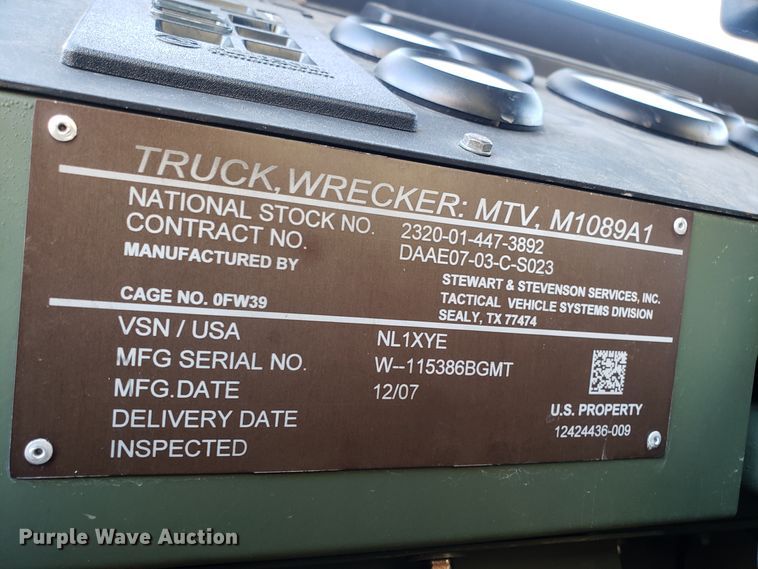 TRUCK, WRECKER: MTV, M1089A1
NATIONAL STOCK NO. 2320-01-447-3892
CONTRACT NO. DAAE07-03-C-S023
MANUFACTURED BY STEWART & STEVENSON SERVICES, INC.
TACTICAL VEHICLE SYSTEMS DIVISION
CAGE NO. 0FW39 SEALY, TX 77474
VSN / USA NL1XYE
MFG SERIAL NO. W--115386BGMT
MFG.DATE 12/07
DELIVERY DATE
INSPECTED
U.S. PROPERTY
12424436-009
Purple Wave Auction